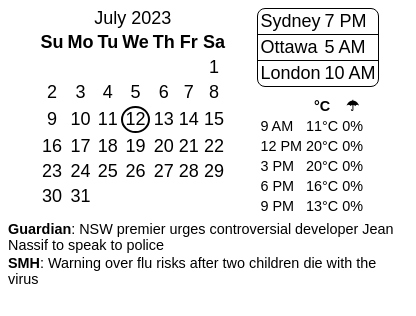 July 2023
Su Mo Tu We Th Fr Sa
1
2 3 4 5 6 7 8
9 10 11 12 13 14 15
16 17 18 19 20 21 22
23 24 25 26 27 28 29
30 31
Sydney 7 PM
Ottawa 5 AM
London 10 AM
°C ☂
9 AM 11°C 0%
12 PM 20°C 0%
3 PM 20°C 0%
6 PM 16°C 0%
9 PM 13°C 0%
Guardian: NSW premier urges controversial developer Jean
Nassif to speak to police
SMH: Warning over flu risks after two children die with the
virus